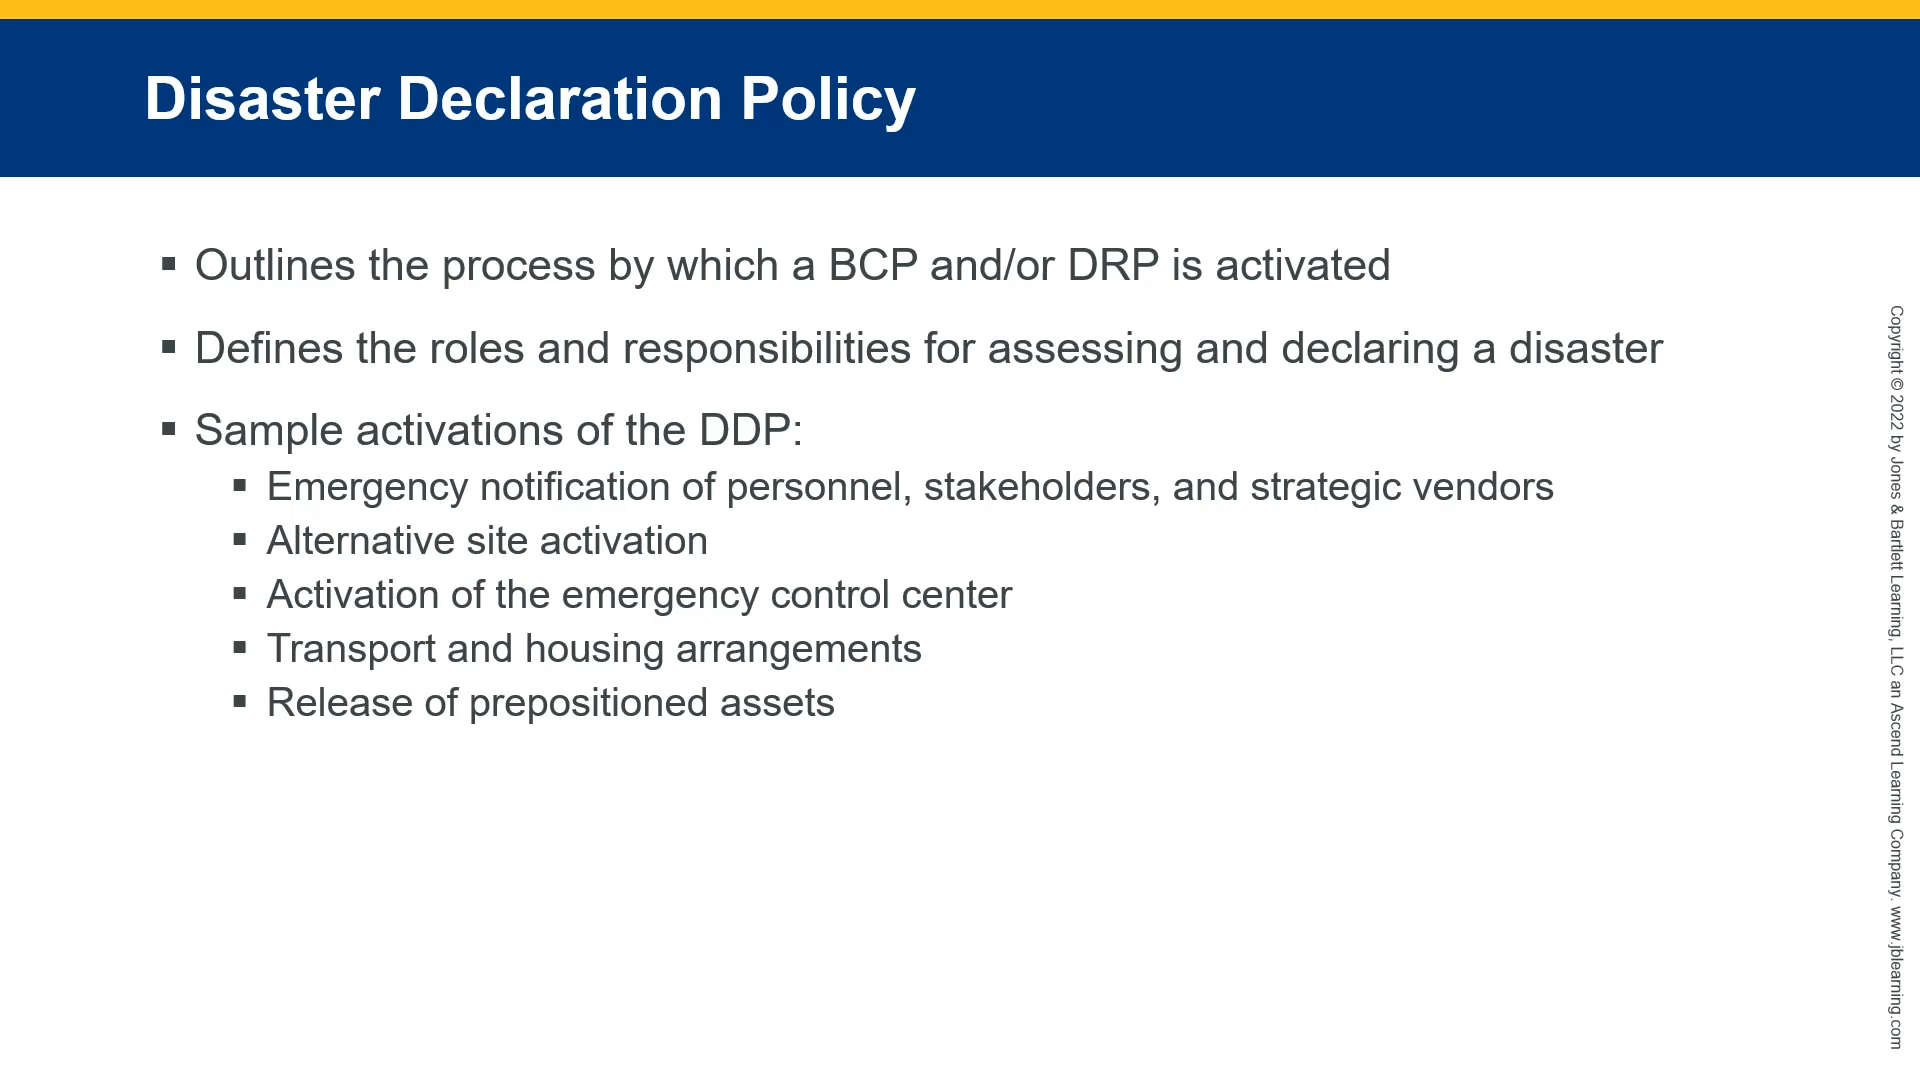 Disaster Declaration Policy
▪ Outlines the process by which a BCP and/or DRP is activated
▪ Defines the roles and responsibilities for assessing and declaring a disaster
▪ Sample activations of the DDP:
▪ Emergency notification of personnel, stakeholders, and strategic vendors
▪ Alternative site activation
▪ Activation of the emergency control center
▪ Transport and housing arrangements
▪ Release of prepositioned assets
Copyright © 2022 by Jones & Bartlett Learning, LLC an Ascend Learning Company. www.jblearning.com